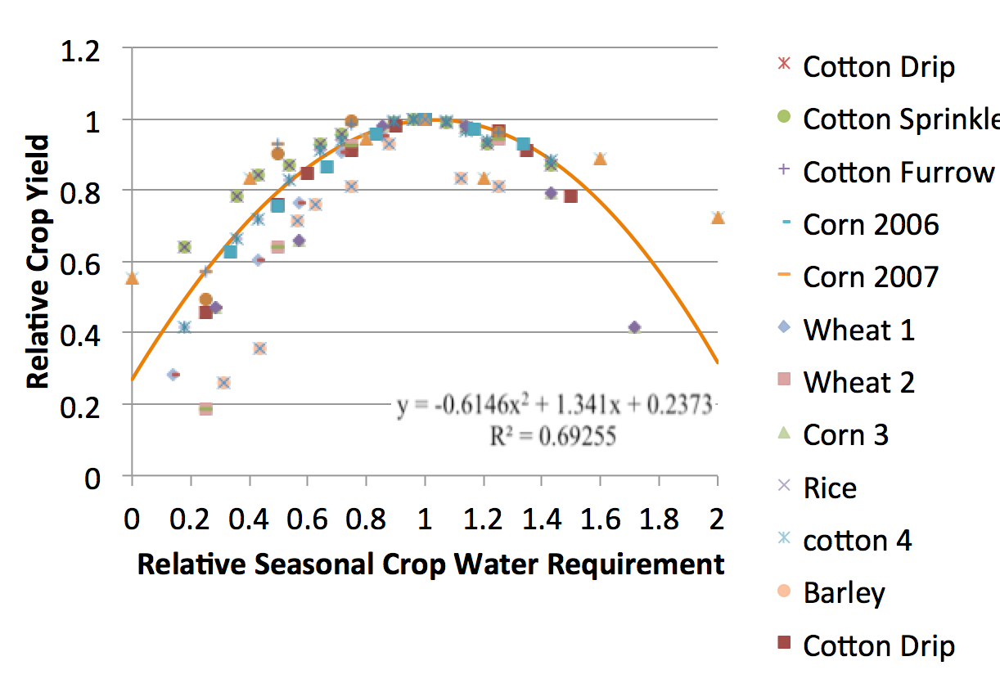 1.2
1
0.8
0.6
0.4
0.2
0
Relative Crop Yield
y = -0.6146x² + 1.341x + 0.2373
R² = 0.69255
0 0.2 0.4 0.6 0.8 1 1.2 1.4 1.6 1.8 2
Relative Seasonal Crop Water Requirement
Cotton Drip
Cotton Sprinkle
Cotton Furrow
Corn 2006
Corn 2007
Wheat 1
Wheat 2
Corn 3
Rice
cotton 4
Barley
Cotton Drip